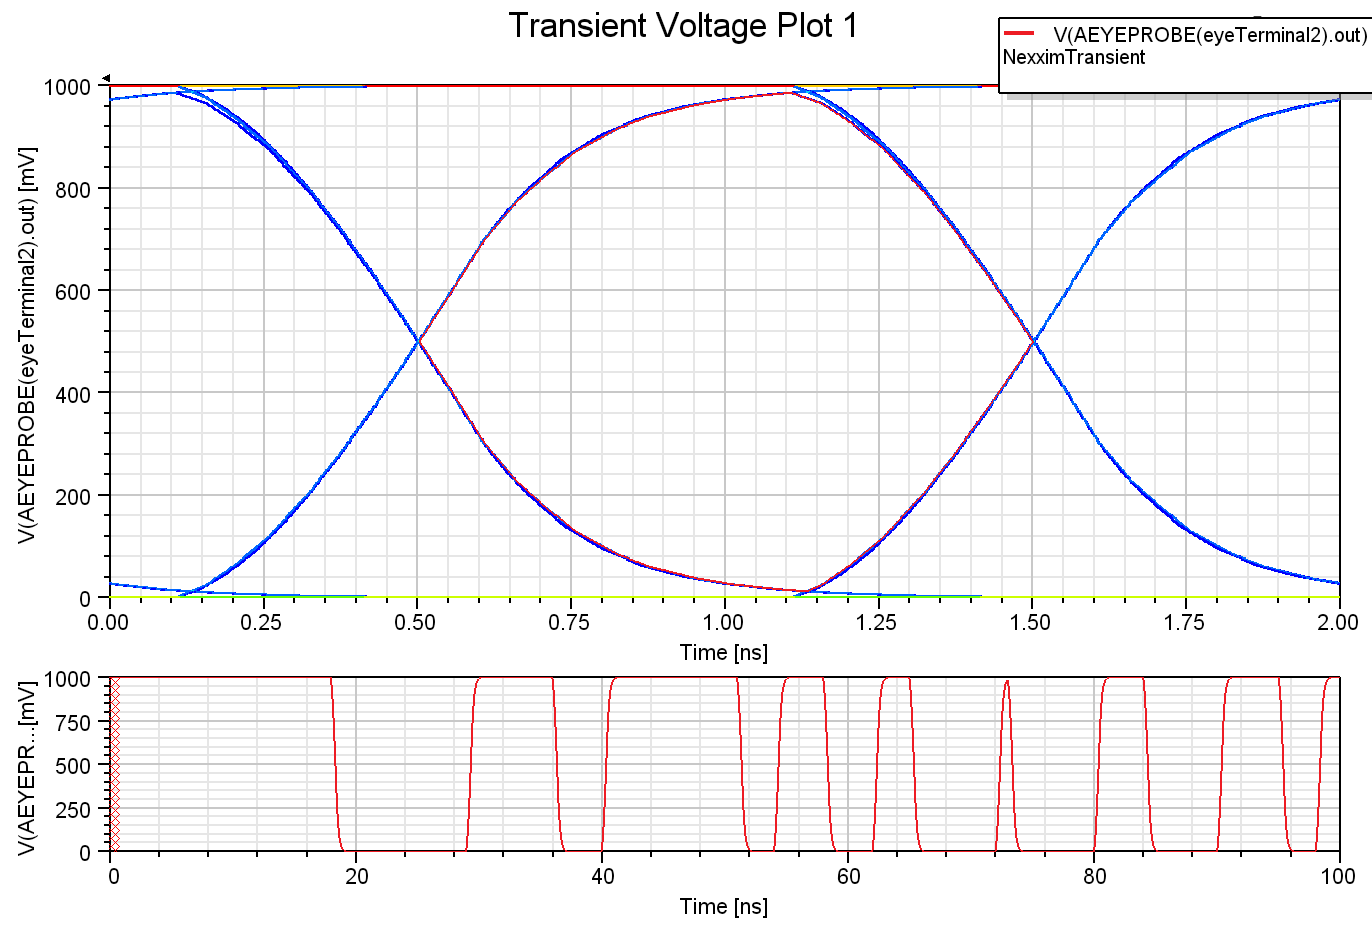 Transient Voltage Plot 1
V(AEYEPROBE(eyeTerminal2).out)
NexximTransient
V(AEYEPROBE(eyeTerminal2).out) [mV]
1000
800
600
400
200
0
0.00 0.25 0.50 0.75 1.00 1.25 1.50 1.75 2.00
Time [ns]
V(AEYEPR...[mV]
1000
750
500
250
0
0 20 40 60 80 100
Time [ns]